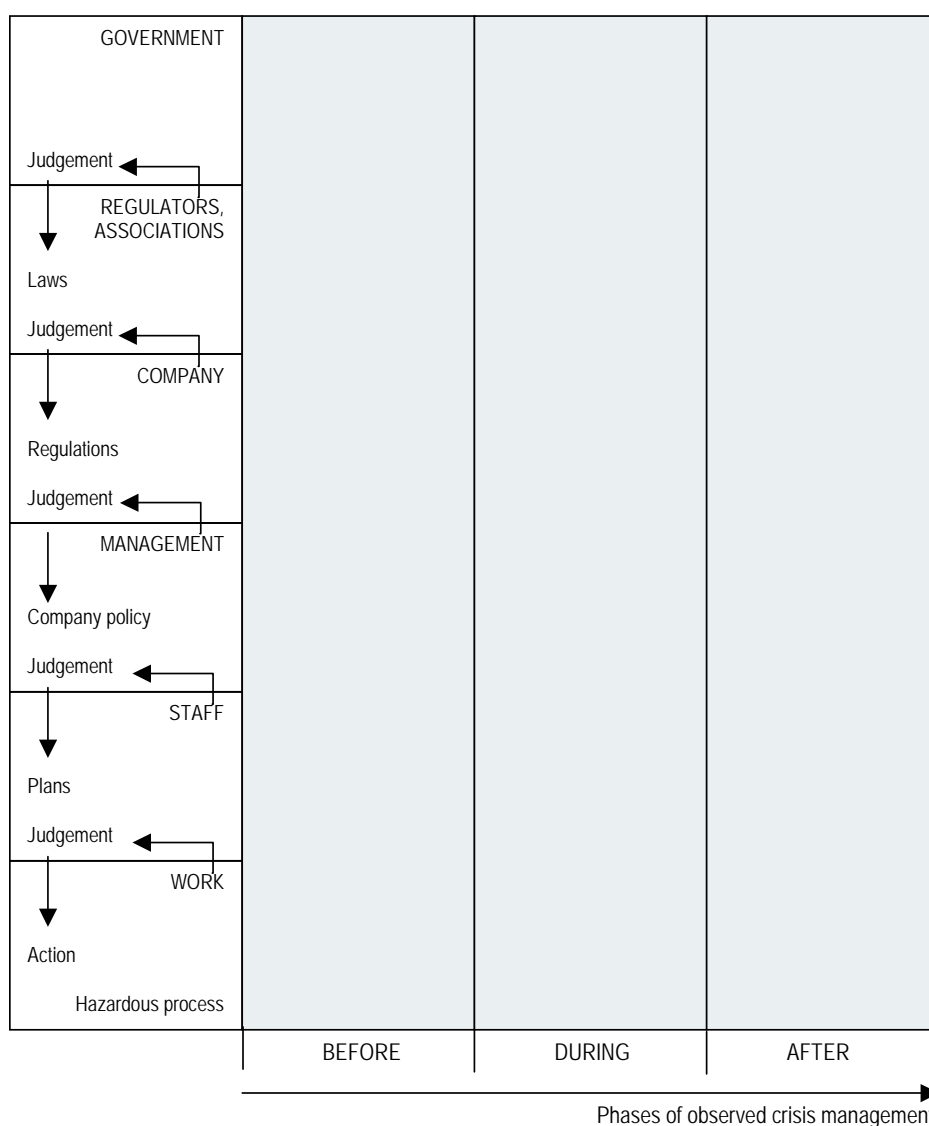 GOVERNMENT
Judgement
REGULATORS,
ASSOCIATIONS
Laws
Judgement
COMPANY
Regulations
Judgement
MANAGEMENT
Company policy
Judgement
STAFF
Plans
Judgement
WORK
Action
Hazardous process
BEFORE DURING AFTER
Phases of observed crisis management